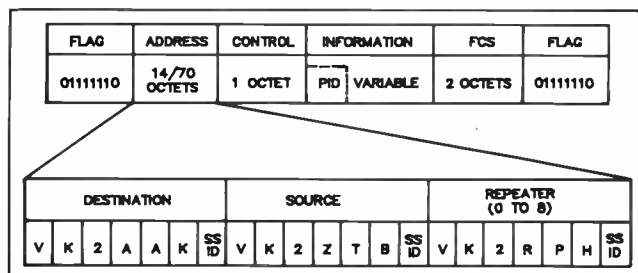 FLAG ADDRESS CONTROL INFORMATION FCS FLAG
01111110 14/70 OCTETS 1 OCTET PID VARIABLE 2 OCTETS 01111110
DESTINATION SOURCE REPEATER (0 TO 8)
V K 2 A A K SS ID V K 2 Z T B SS ID V K 2 R P H SS ID